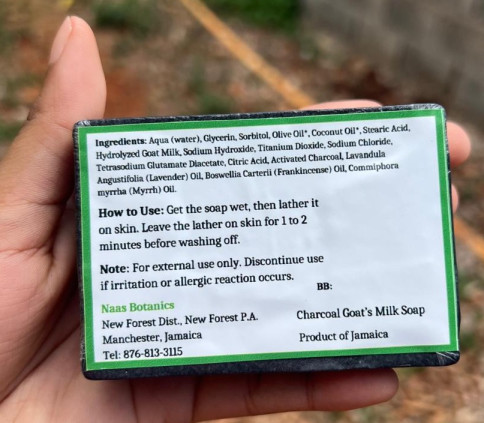 Ingredients: Aqua (water), Glycerin, Sorbitol, Olive Oil*, Coconut Oil*, Stearic Acid,
Hydrolyzed Goat Milk, Sodium Hydroxide, Titanium Dioxide, Sodium Chloride,
Tetrasodium Glutamate Diacetate, Citric Acid, Activated Charcoal, Lavandula
Angustifolia (Lavender) Oil, Boswellia Carterii (Frankincense) Oil, Commiphora
myrrha (Myrrh) Oil.
How to Use: Get the soap wet, then lather it
on skin. Leave the lather on skin for 1 to 2
minutes before washing off.
Note: For external use only. Discontinue use
if irritation or allergic reaction occurs.
BB:
Naas Botanics
New Forest Dist., New Forest P.A.
Manchester, Jamaica
Tel: 876-813-3115
Charcoal Goat's Milk Soap
Product of Jamaica